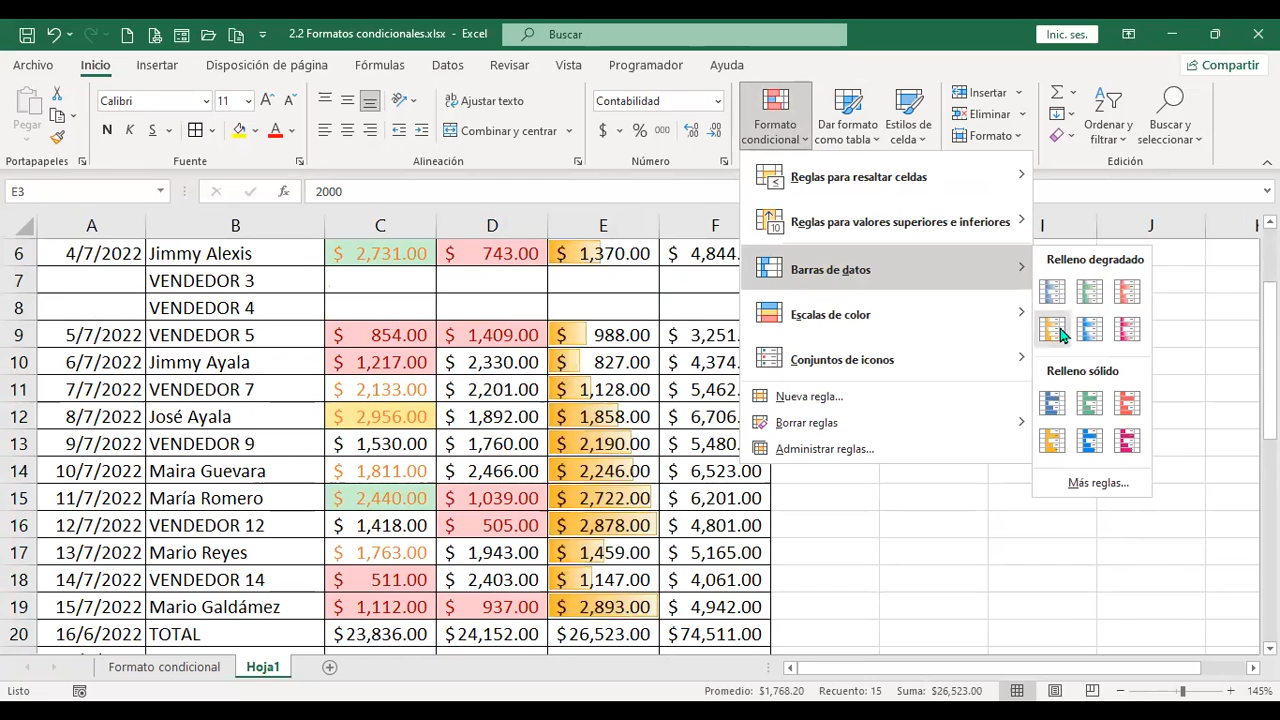 2.2 Formatos condicionales.xlsx - Excel
Buscar
Inic. ses.
Archivo Inicio Insertar Disposición de página Fórmulas Datos Revisar Vista Programador Ayuda Compartir
Pegar
Calibri 11
N K S
Ajustar texto
Combinar y centrar
Contabilidad
$ % 000
Formato condicional
Dar formato como tabla
Estilos de celda
Insertar
Eliminar
Formato
Ordenar y filtrar
Buscar y seleccionar
Portapapeles Fuente Alineación Número Edición
E3 fx 2000
A B C D E F I J
6 4/7/2022 Jimmy Alexis $ 2,731.00 $ 743.00 $ 1,370.00 $ 4,844.
7 VENDEDOR 3
8 VENDEDOR 4
9 5/7/2022 VENDEDOR 5 $ 854.00 $ 1,409.00 $ 988.00 $ 3,251.
10 6/7/2022 Jimmy Ayala $ 1,217.00 $ 2,330.00 $ 827.00 $ 4,374.
11 7/7/2022 VENDEDOR 7 $ 2,133.00 $ 2,201.00 $ 1,128.00 $ 5,462.
12 8/7/2022 José Ayala $ 2,956.00 $ 1,892.00 $ 1,858.00 $ 6,706.
13 9/7/2022 VENDEDOR 9 $ 1,530.00 $ 1,760.00 $ 2,190.00 $ 5,480.
14 10/7/2022 Maira Guevara $ 1,811.00 $ 2,466.00 $ 2,246.00 $ 6,523.00
15 11/7/2022 María Romero $ 2,440.00 $ 1,039.00 $ 2,722.00 $ 6,201.00
16 12/7/2022 VENDEDOR 12 $ 1,418.00 $ 505.00 $ 2,878.00 $ 4,801.00
17 13/7/2022 Mario Reyes $ 1,763.00 $ 1,943.00 $ 1,459.00 $ 5,165.00
18 14/7/2022 VENDEDOR 14 $ 511.00 $ 2,403.00 $ 1,147.00 $ 4,061.00
19 15/7/2022 Mario Galdámez $ 1,112.00 $ 937.00 $ 2,893.00 $ 4,942.00
20 16/6/2022 TOTAL $23,836.00 $24,152.00 $26,523.00 $74,511.00
Reglas para resaltar celdas
Reglas para valores superiores e inferiores
10
Barras de datos
Escalas de color
Conjuntos de iconos
Nueva regla...
Borrar reglas
Administrar reglas...
Relleno degradado
Relleno sólido
Más reglas...
Formato condicional Hoja1
Listo Promedio: $1,768.20 Recuento: 15 Suma: $26,523.00 145%